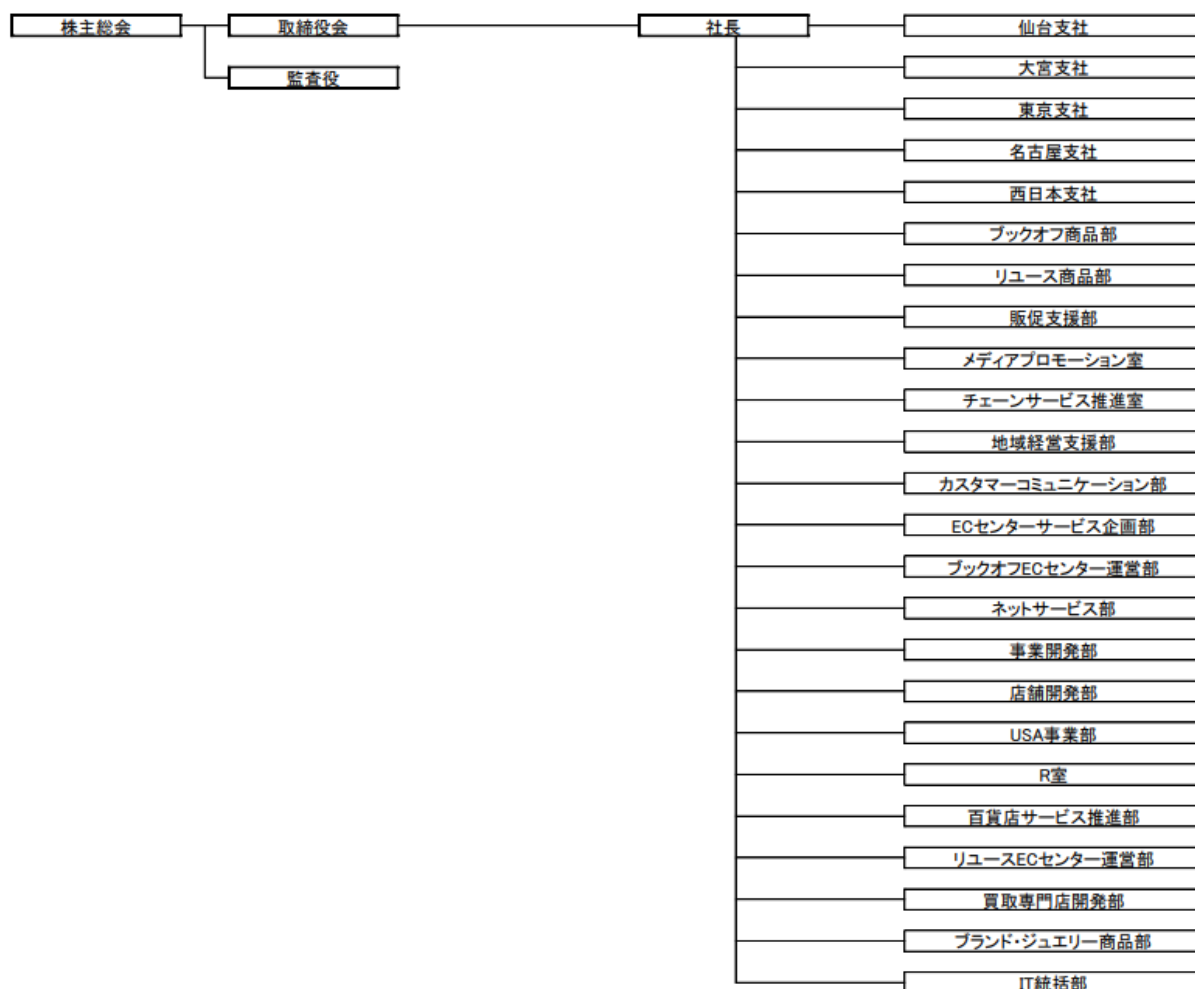 株主総会
取締役会
社長
仙台支社
監査役
大宮支社
東京支社
名古屋支社
西日本支社
ブックオフ商品部
リユース商品部
販促支援部
メディアプロモーション室
チェーンサービス推進室
地域経営支援部
カスタマーコミュニケーション部
ECセンターサービス企画部
ブックオフECセンター運営部
ネットサービス部
事業開発部
店舗開発部
USA事業部
R室
百貨店サービス推進部
リユースECセンター運営部
買取専門店開発部
ブランド・ジュエリー商品部
IT統括部